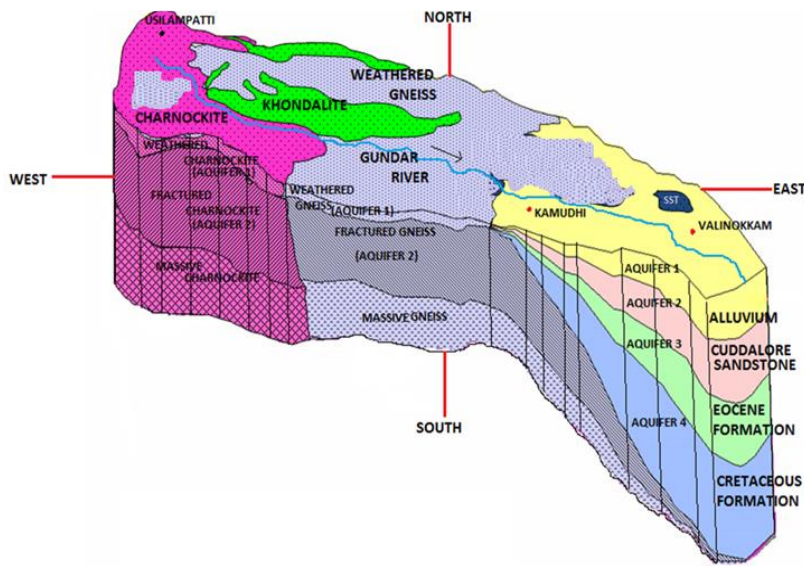 USILAMPATTI
NORTH
WEATHERED
GNEISS
KHONDALITE
CHARNOCKITE
WEATHERED
CHARNOCKITE
(AQUIFER 1)
GUNDAR
RIVER
WEST
EAST
SST
FRACTURED
CHARNOCKITE
(AQUIFER 2)
WEATHERED
GNEISS
(AQUIFER 1)
KAMUDHI
VALINOKKAM
FRACTURED GNEISS
(AQUIFER 2)
MASSIVE
CHARNOCKITE
MASSIVE GNEISS
AQUIFER 1
AQUIFER 2
AQUIFER 3
AQUIFER 4
ALLUVIUM
CUDDALORE
SANDSTONE
EOCENE
FORMATION
CRETACEOUS
FORMATION
SOUTH